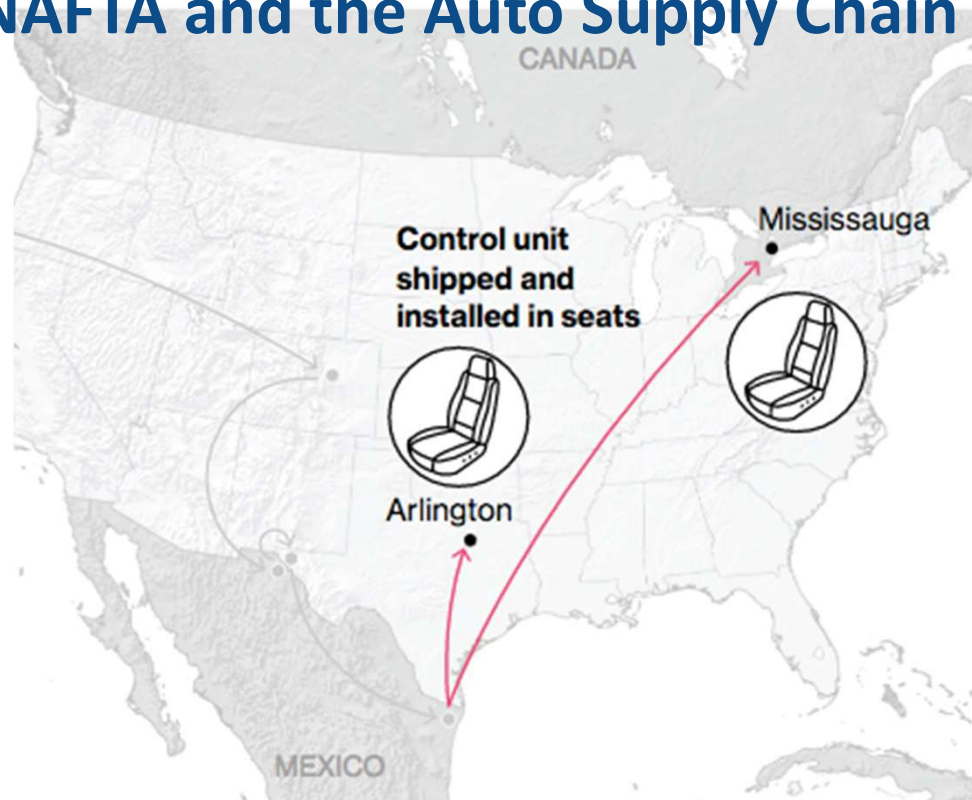 NAFTA and the Auto Supply Chain
CANADA
Mississauga
Control unit
shipped and
installed in seats
Arlington
MEXICO